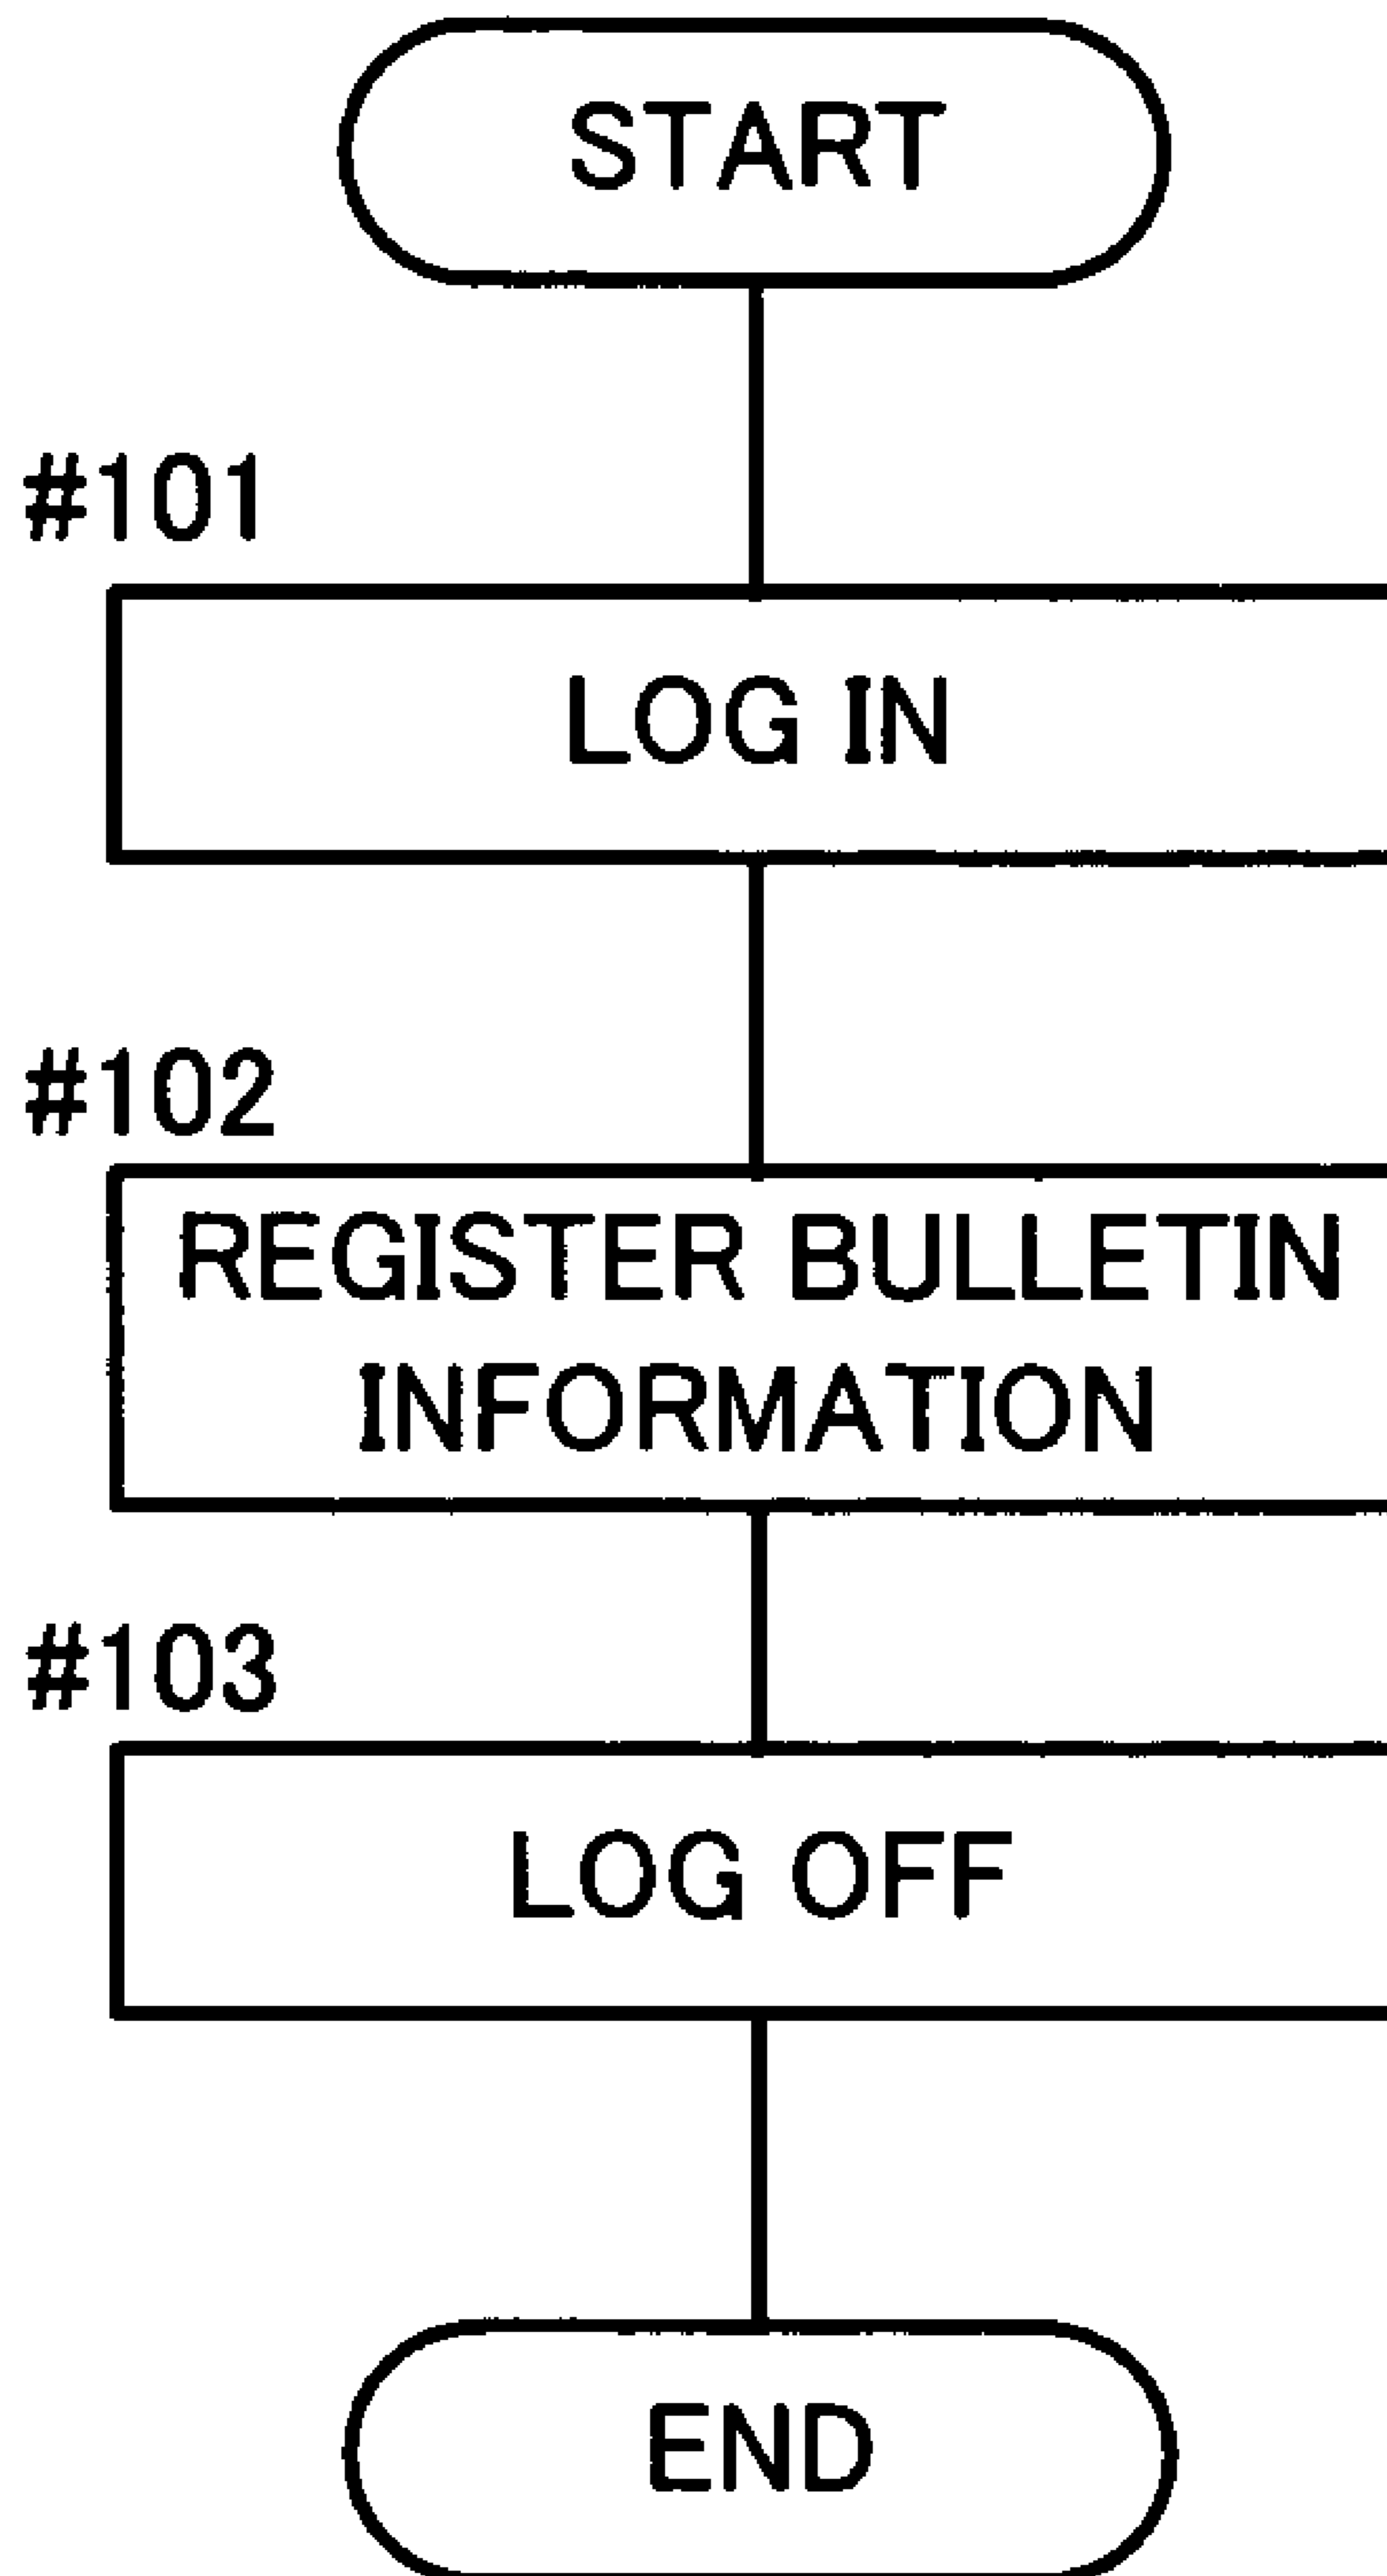 START
#101
LOG IN
#102
REGISTER BULLETIN
INFORMATION
#103
LOG OFF
END